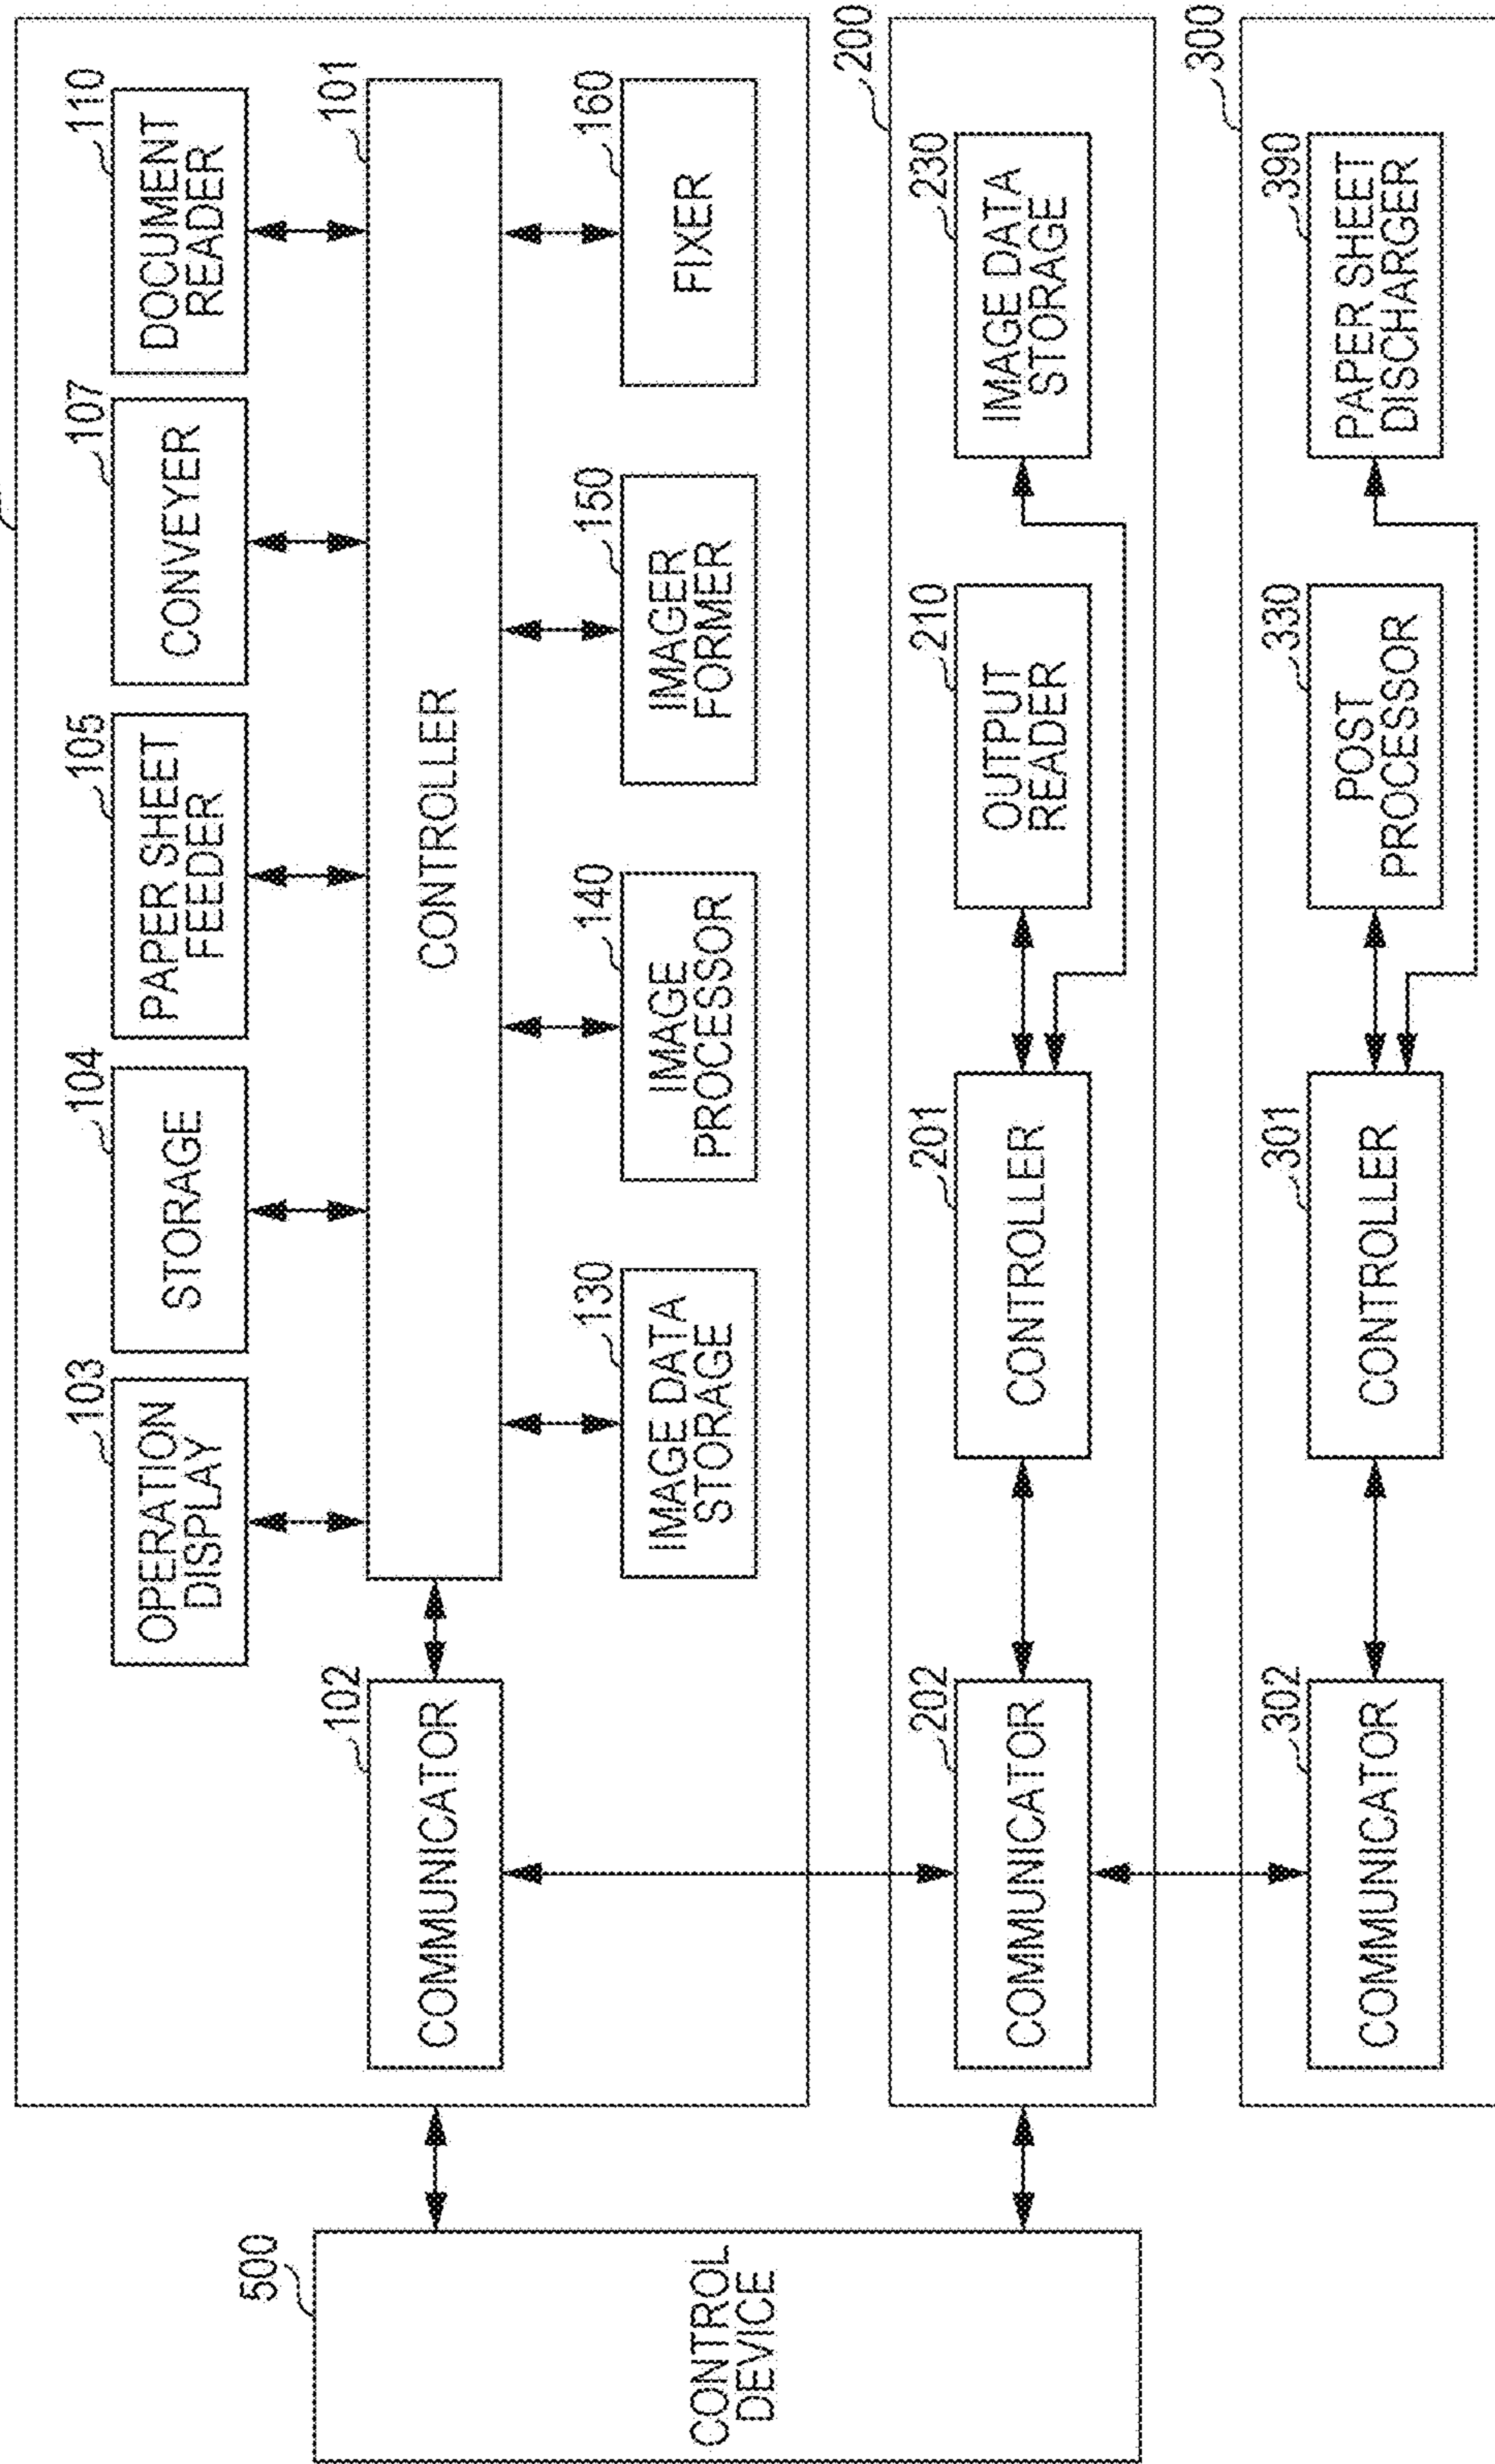 110
DOCUMENT
READER
107
CONVEYER
105
PAPER SHEET
FEEDER
104
STORAGE
103
OPERATION
DISPLAY
101
CONTROLLER
102
COMMUNICATOR
160
FIXER
150
IMAGER
FORMER
140
IMAGE
PROCESSOR
130
IMAGE DATA
STORAGE
200
230
IMAGE DATA
STORAGE
210
OUTPUT
READER
201
CONTROLLER
202
COMMUNICATOR
300
390
PAPER SHEET
DISCHARGER
330
POST
PROCESSOR
301
CONTROLLER
302
COMMUNICATOR
500
CONTROL
DEVICE